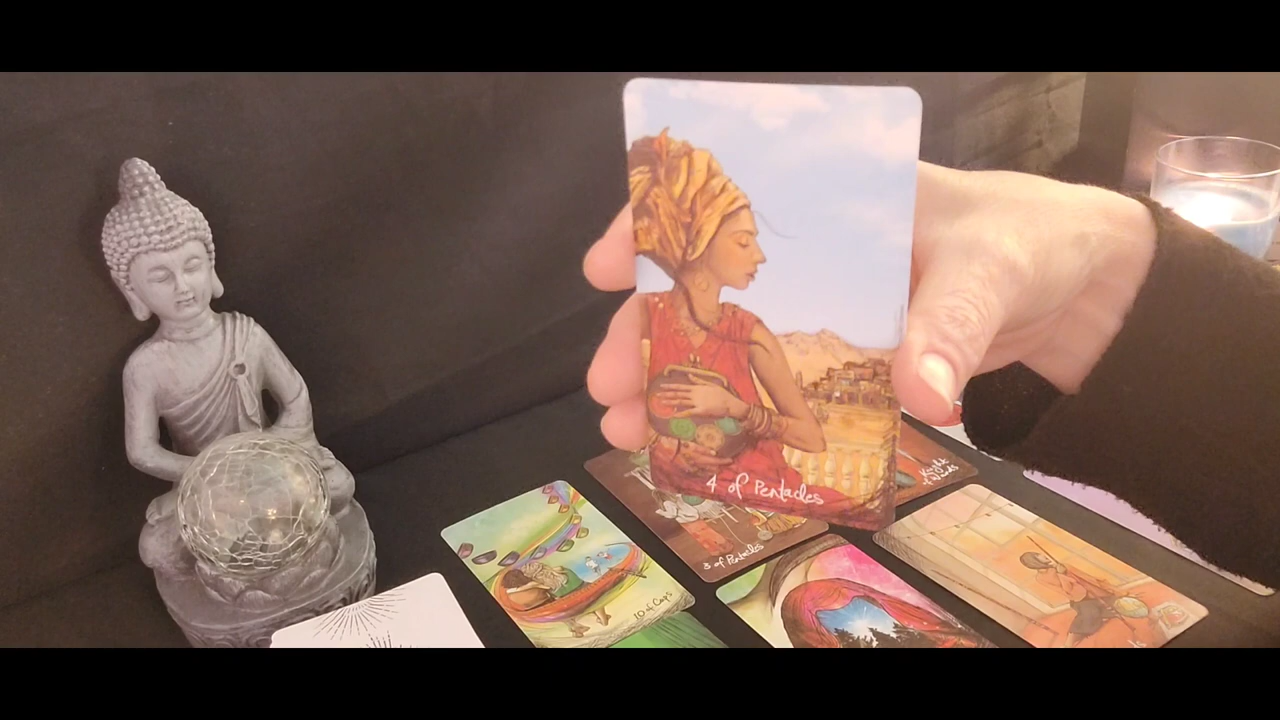 4 of Pentacles
Knight
of Wands
3 of Pentacles
10 of Cups